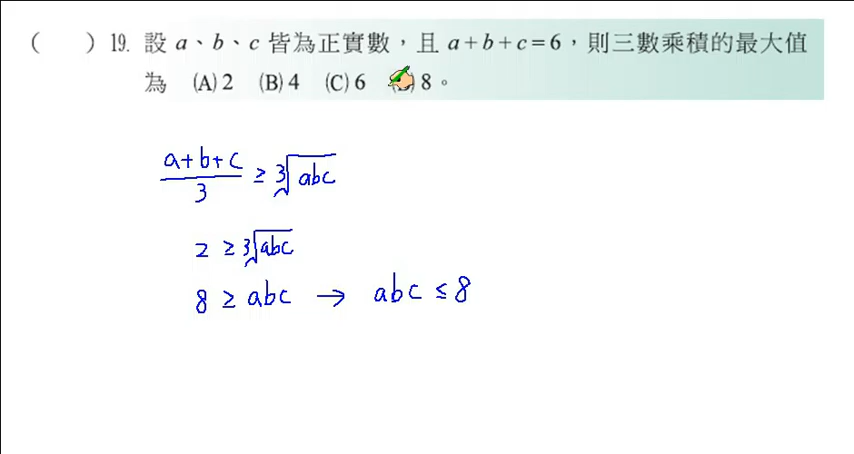 (　　) 19. 設 a、b、c 皆為正實數，且 a+b+c=6，則三數乘積的最大值
為 (A) 2 (B) 4 (C) 6 8。
(a+b+c)/3 ≥ ∛(abc)
2 ≥ ∛(abc)
8 ≥ abc → abc ≤ 8